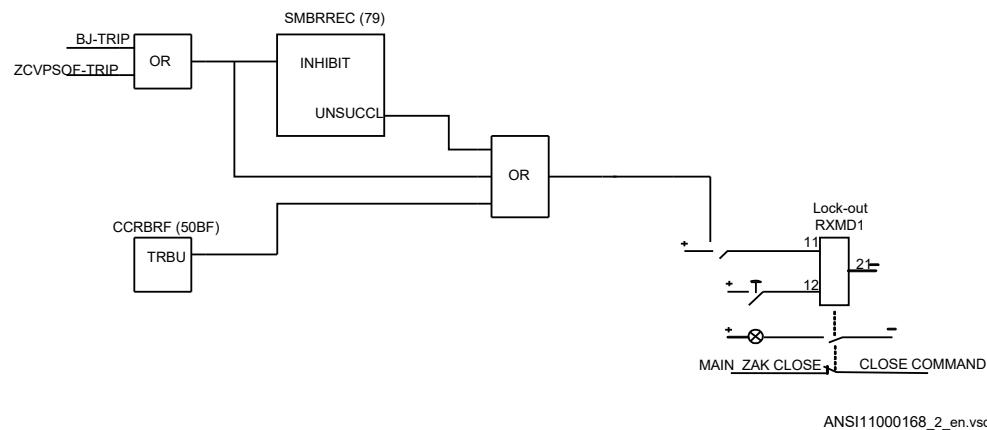 SMBRREC (79)
BJ-TRIP
OR
INHIBIT
ZCVPSOF-TRIP
UNSUCCL
OR
CCRBRF (50BF)
TRBU
Lock-out
RXMD1
+
11
21
-
+
12
+
-
MAIN ZAK CLOSE
CLOSE COMMAND
ANSI11000168_2_en.vsd